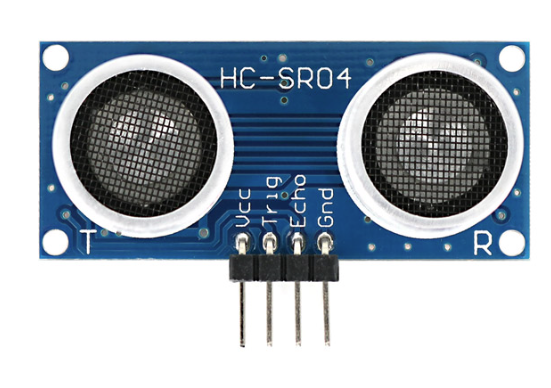 HC-SR04
Vcc
Trig
Echo
Gnd
T
R